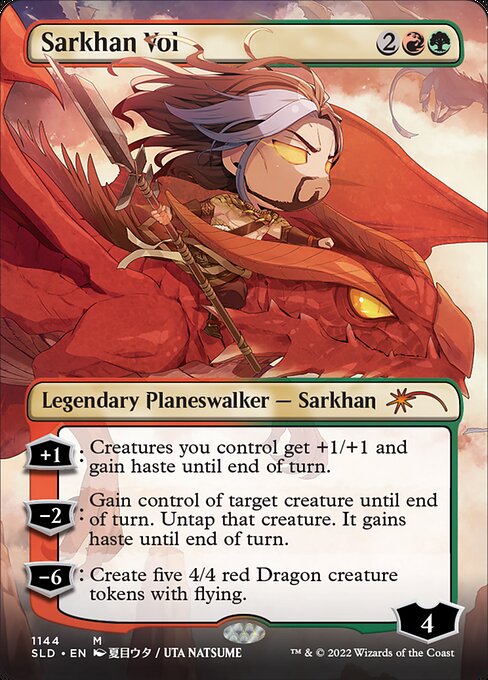 Sarkhan Vol
2
Legendary Planeswalker — Sarkhan
+1: Creatures you control get +1/+1 and
gain haste until end of turn.
-2: Gain control of target creature until end
of turn. Untap that creature. It gains
haste until end of turn.
-6: Create five 4/4 red Dragon creature
tokens with flying.
4
1144 M
SLD • EN 夏目ウタ / UTA NATSUME
™ & © 2022 Wizards of the Coast